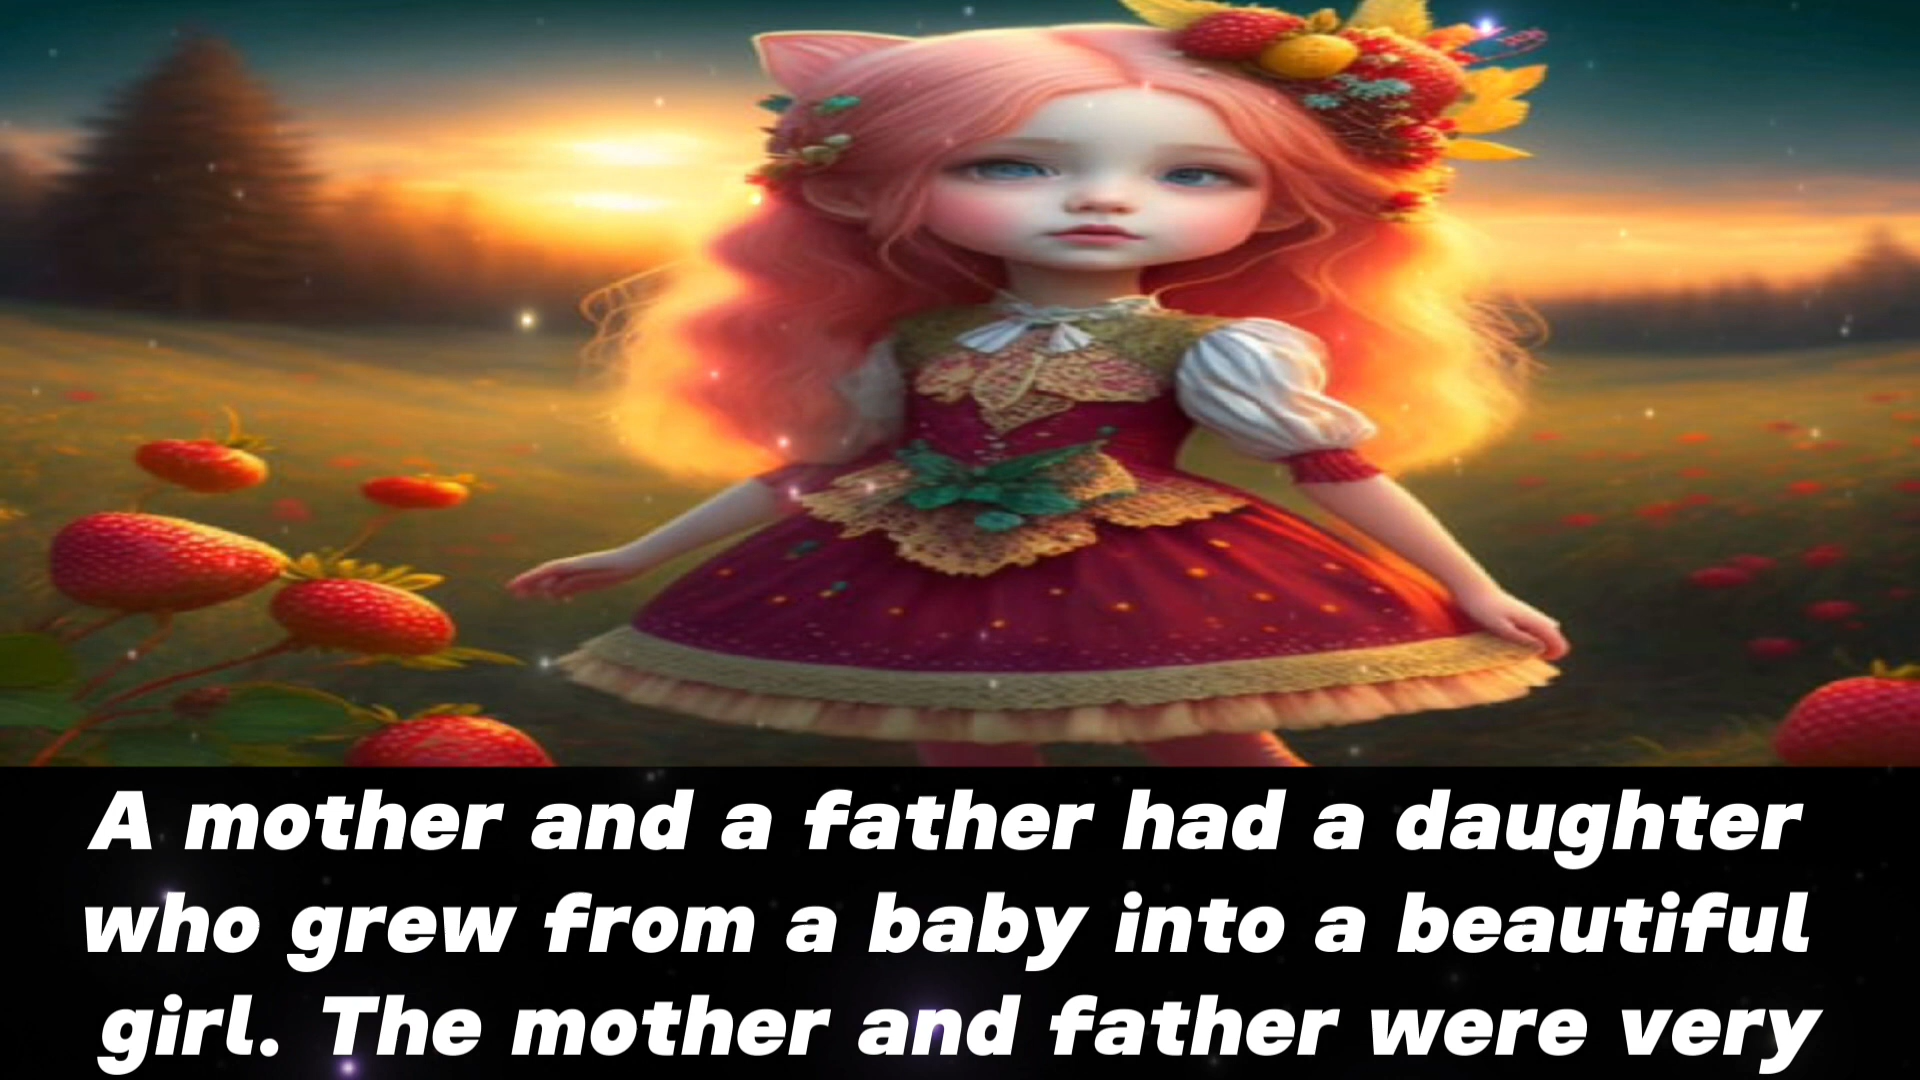 A mother and a father had a daughter
who grew from a baby into a beautiful
girl. The mother and father were very